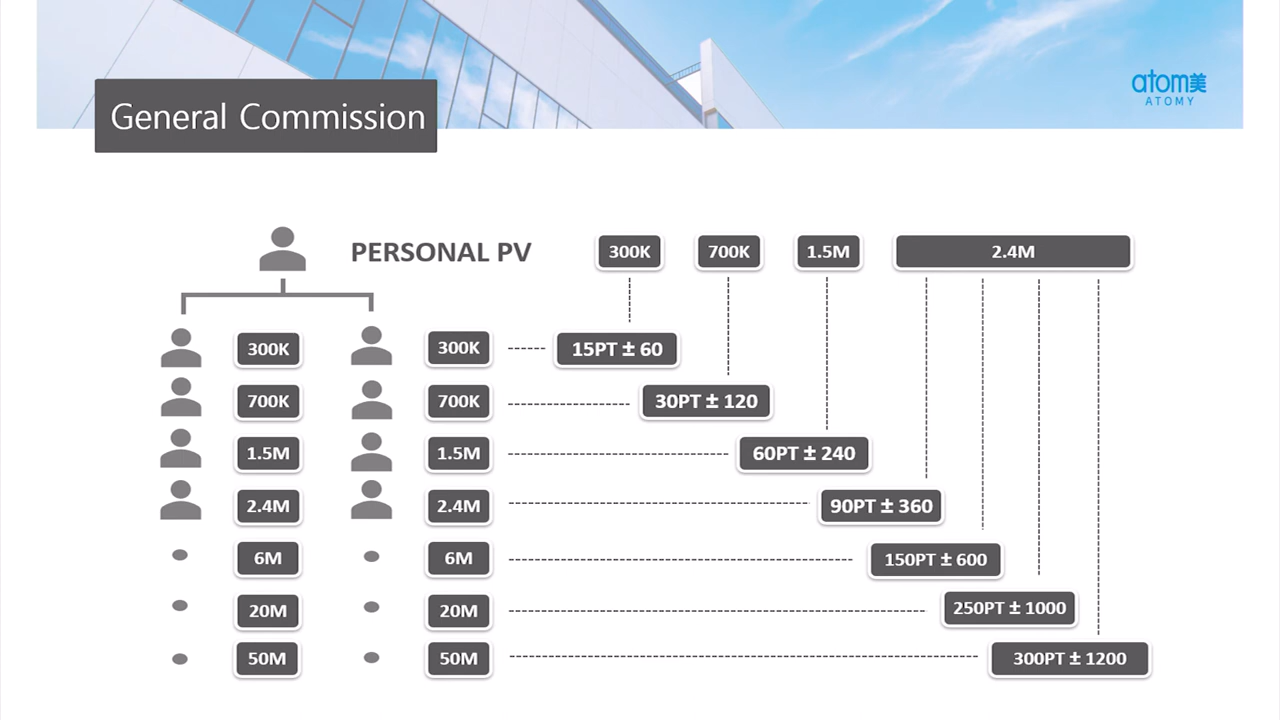 atom美
ATOMY
General Commission
PERSONAL PV 300K 700K 1.5M 2.4M
300K 300K 15PT ± 60
700K 700K 30PT ± 120
1.5M 1.5M 60PT ± 240
2.4M 2.4M 90PT ± 360
6M 6M 150PT ± 600
20M 20M 250PT ± 1000
50M 50M 300PT ± 1200